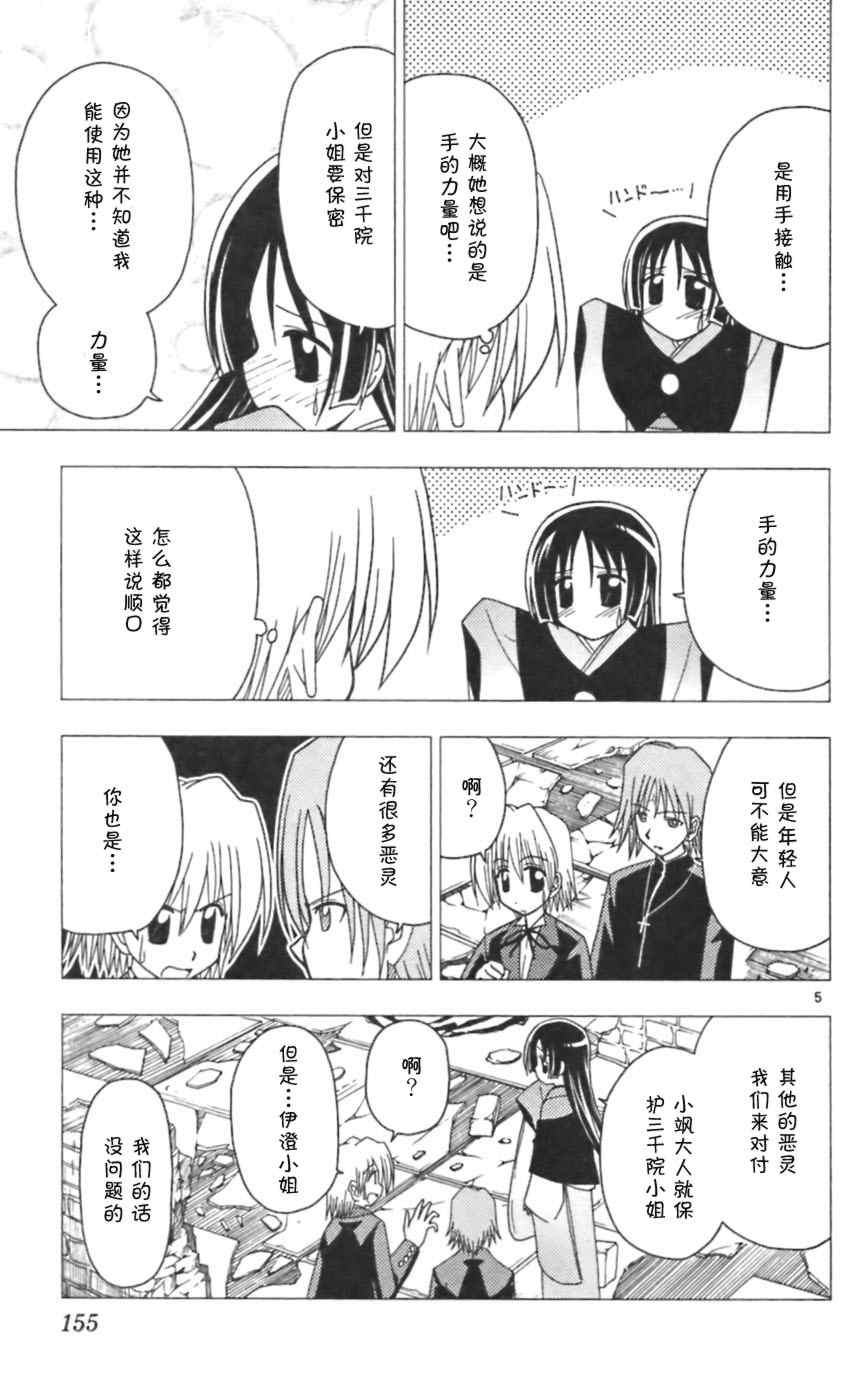 是用手接触…
ハンド～…
大概她想说的是
手的力量吧…
但是对三千院
小姐要保密
因为她并不知道我
能使用这种…
力量…
手的力量…
ハンド～…
怎么都觉得
这样说顺口
但是年轻人
可不能大意
啊？
还有很多恶灵
你也是…
5
其他的恶灵
我们来对付
小飒大人就保
护三千院小姐
啊？
但是…伊澄小姐
我们的话
没问题的
155